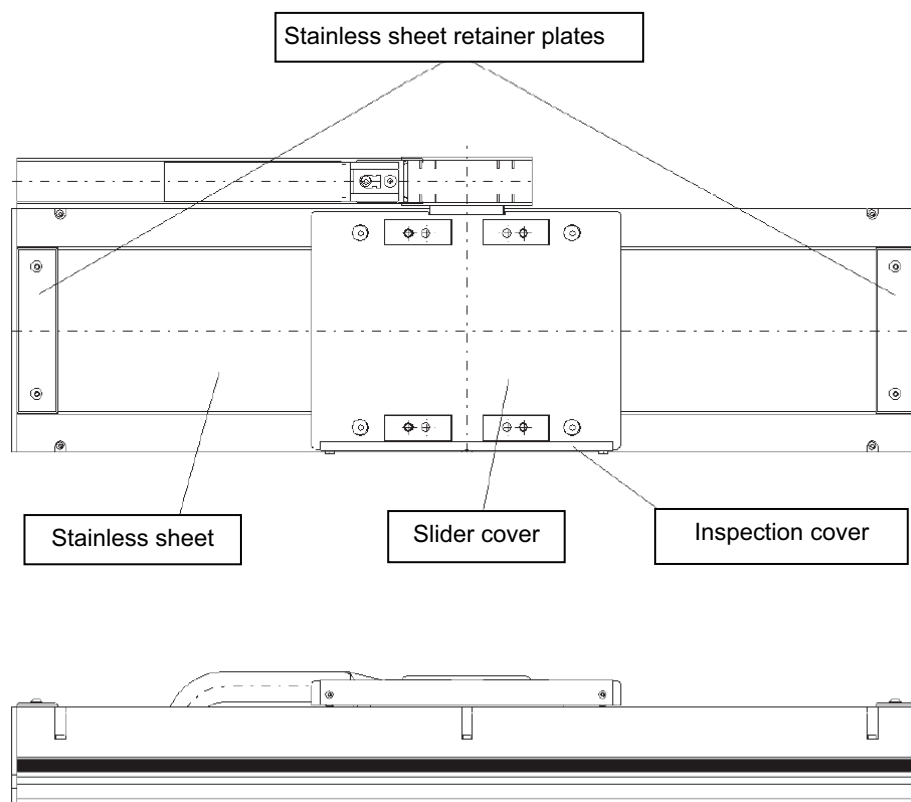 Stainless sheet retainer plates
Stainless sheet
Slider cover
Inspection cover